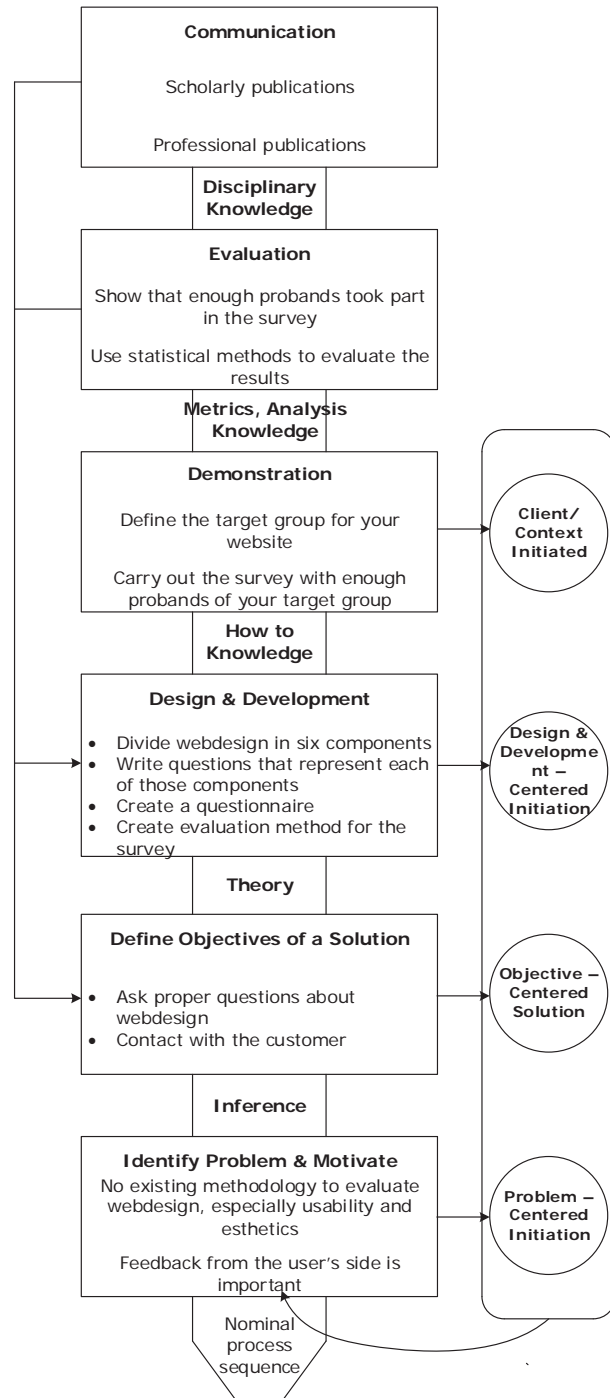 Communication
Scholarly publications
Professional publications
Disciplinary
Knowledge
Evaluation
Show that enough probands took part
in the survey
Use statistical methods to evaluate the
results
Metrics, Analysis
Knowledge
Demonstration
Define the target group for your
website
Carry out the survey with enough
probands of your target group
How to
Knowledge
Design & Development
• Divide webdesign in six components
• Write questions that represent each
of those components
• Create a questionnaire
• Create evaluation method for the
survey
Theory
Define Objectives of a Solution
• Ask proper questions about
webdesign
• Contact with the customer
Inference
Identify Problem & Motivate
No existing methodology to evaluate
webdesign, especially usability and
esthetics
Feedback from the user's side is
important
Nominal
process
sequence
Client/
Context
Initiated
Design &
Developme
nt –
Centered
Initiation
Objective –
Centered
Solution
Problem –
Centered
Initiation